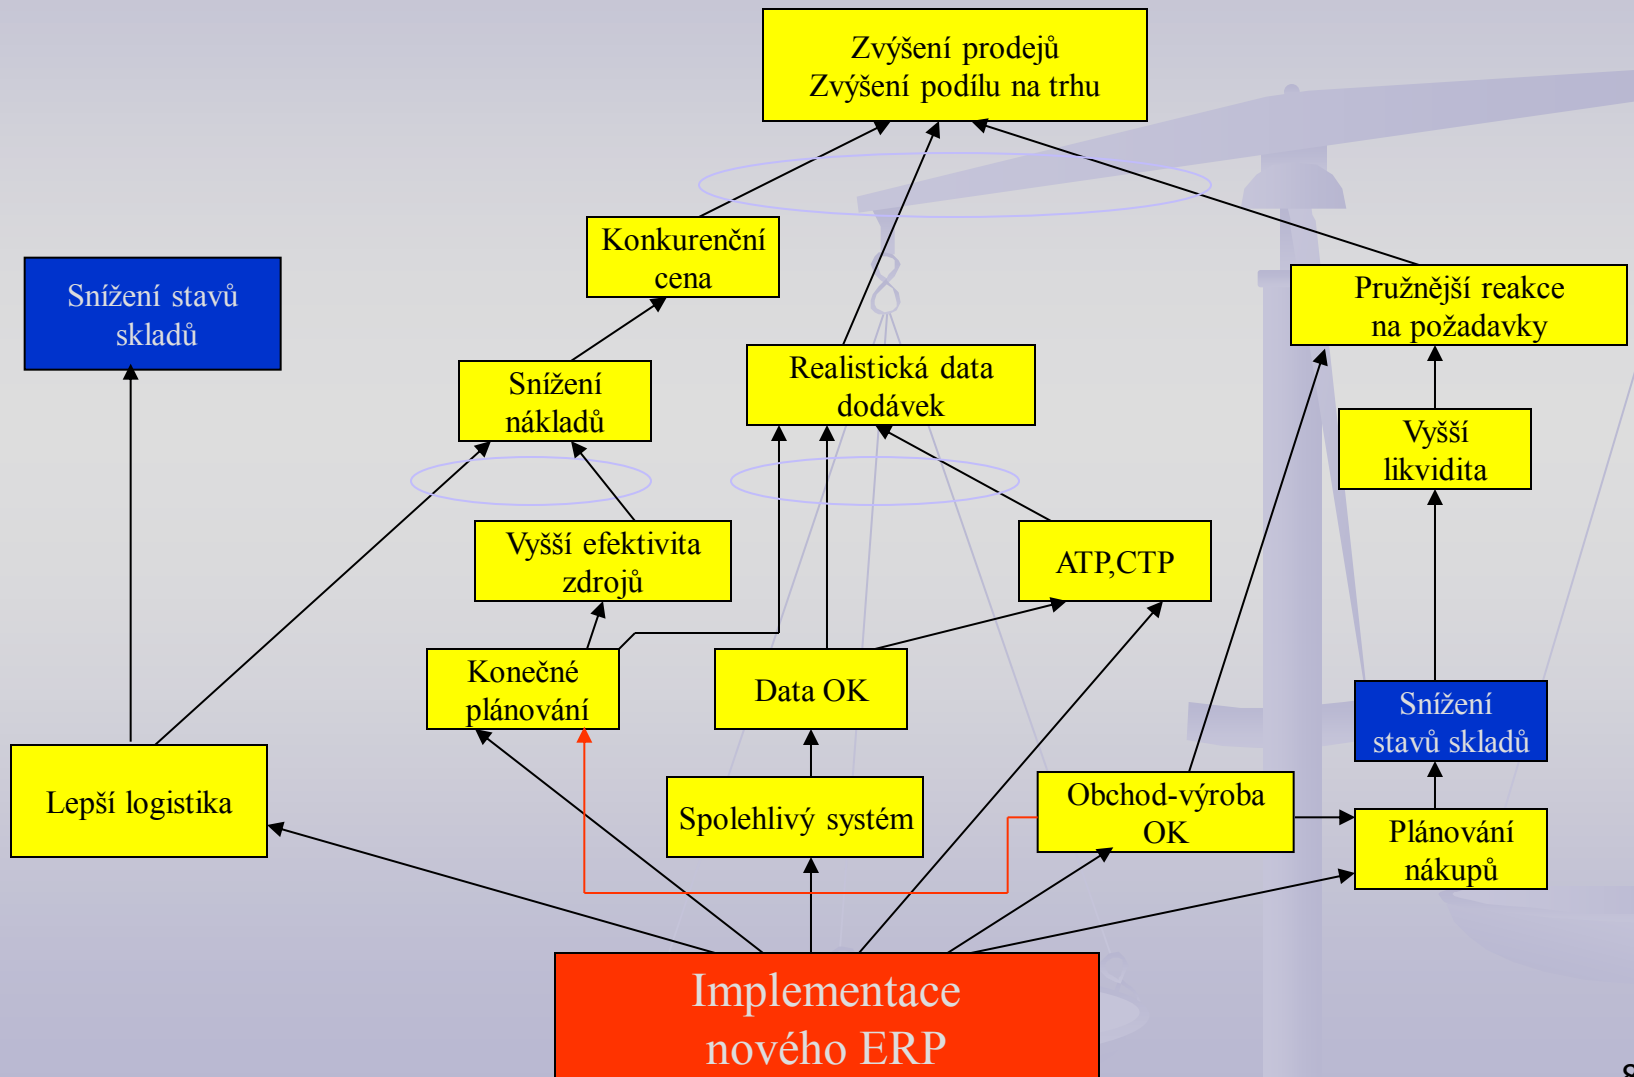 Zvýšení prodejů
Zvýšení podílu na trhu
Konkurenční
cena
Snížení stavů
skladů
Pružnější reakce
na požadavky
Snížení
nákladů
Realistická data
dodávek
Vyšší
likvidita
Vyšší efektivita
zdrojů
ATP,CTP
Konečné
plánování
Data OK
Snížení
stavů skladů
Lepší logistika
Spolehlivý systém
Obchod-výroba
OK
Plánování
nákupů
Implementace
nového ERP